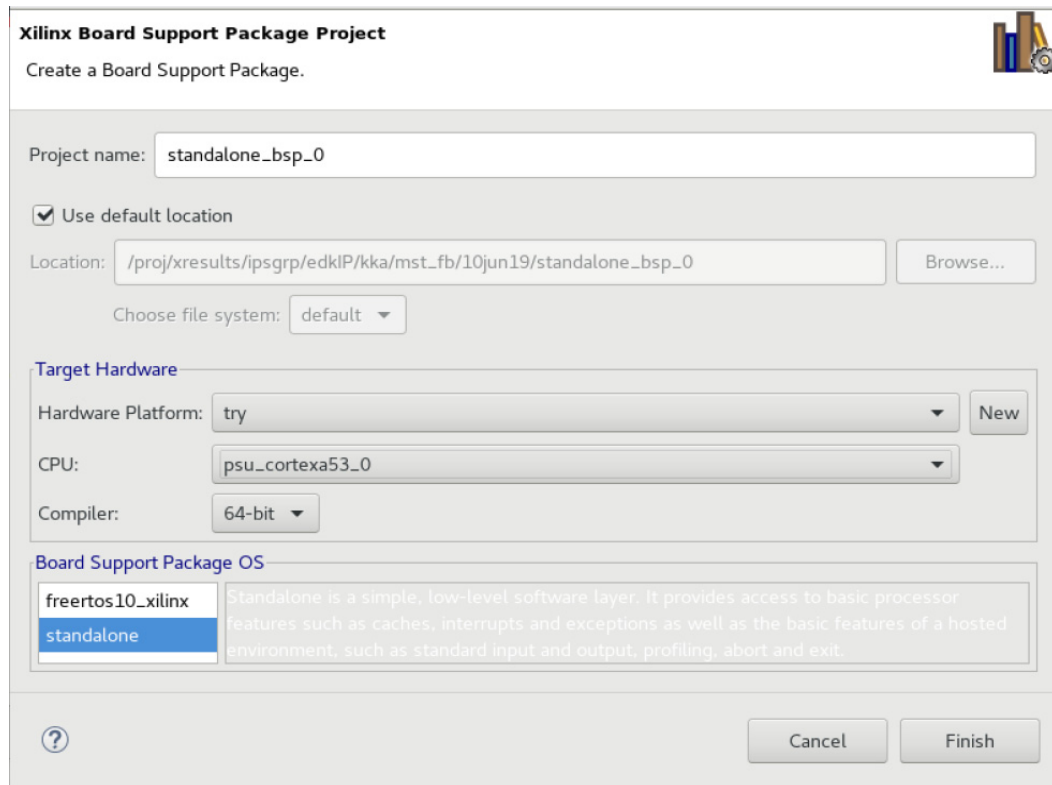 Xilinx Board Support Package Project
Create a Board Support Package.
Project name: standalone_bsp_0
Use default location
Location: /proj/xresults/ipsgrp/edkIP/kka/mst_fb/10jun19/standalone_bsp_0 Browse...
Choose file system: default
Target Hardware
Hardware Platform: try New
CPU: psu_cortexa53_0
Compiler: 64-bit
Board Support Package OS
freertos10_xilinx
standalone
Standalone is a simple, low-level software layer. It provides access to basic processor
features such as caches, interrupts and exceptions as well as the basic features of a hosted
environment, such as standard input and output, profiling, abort and exit.
? Cancel Finish